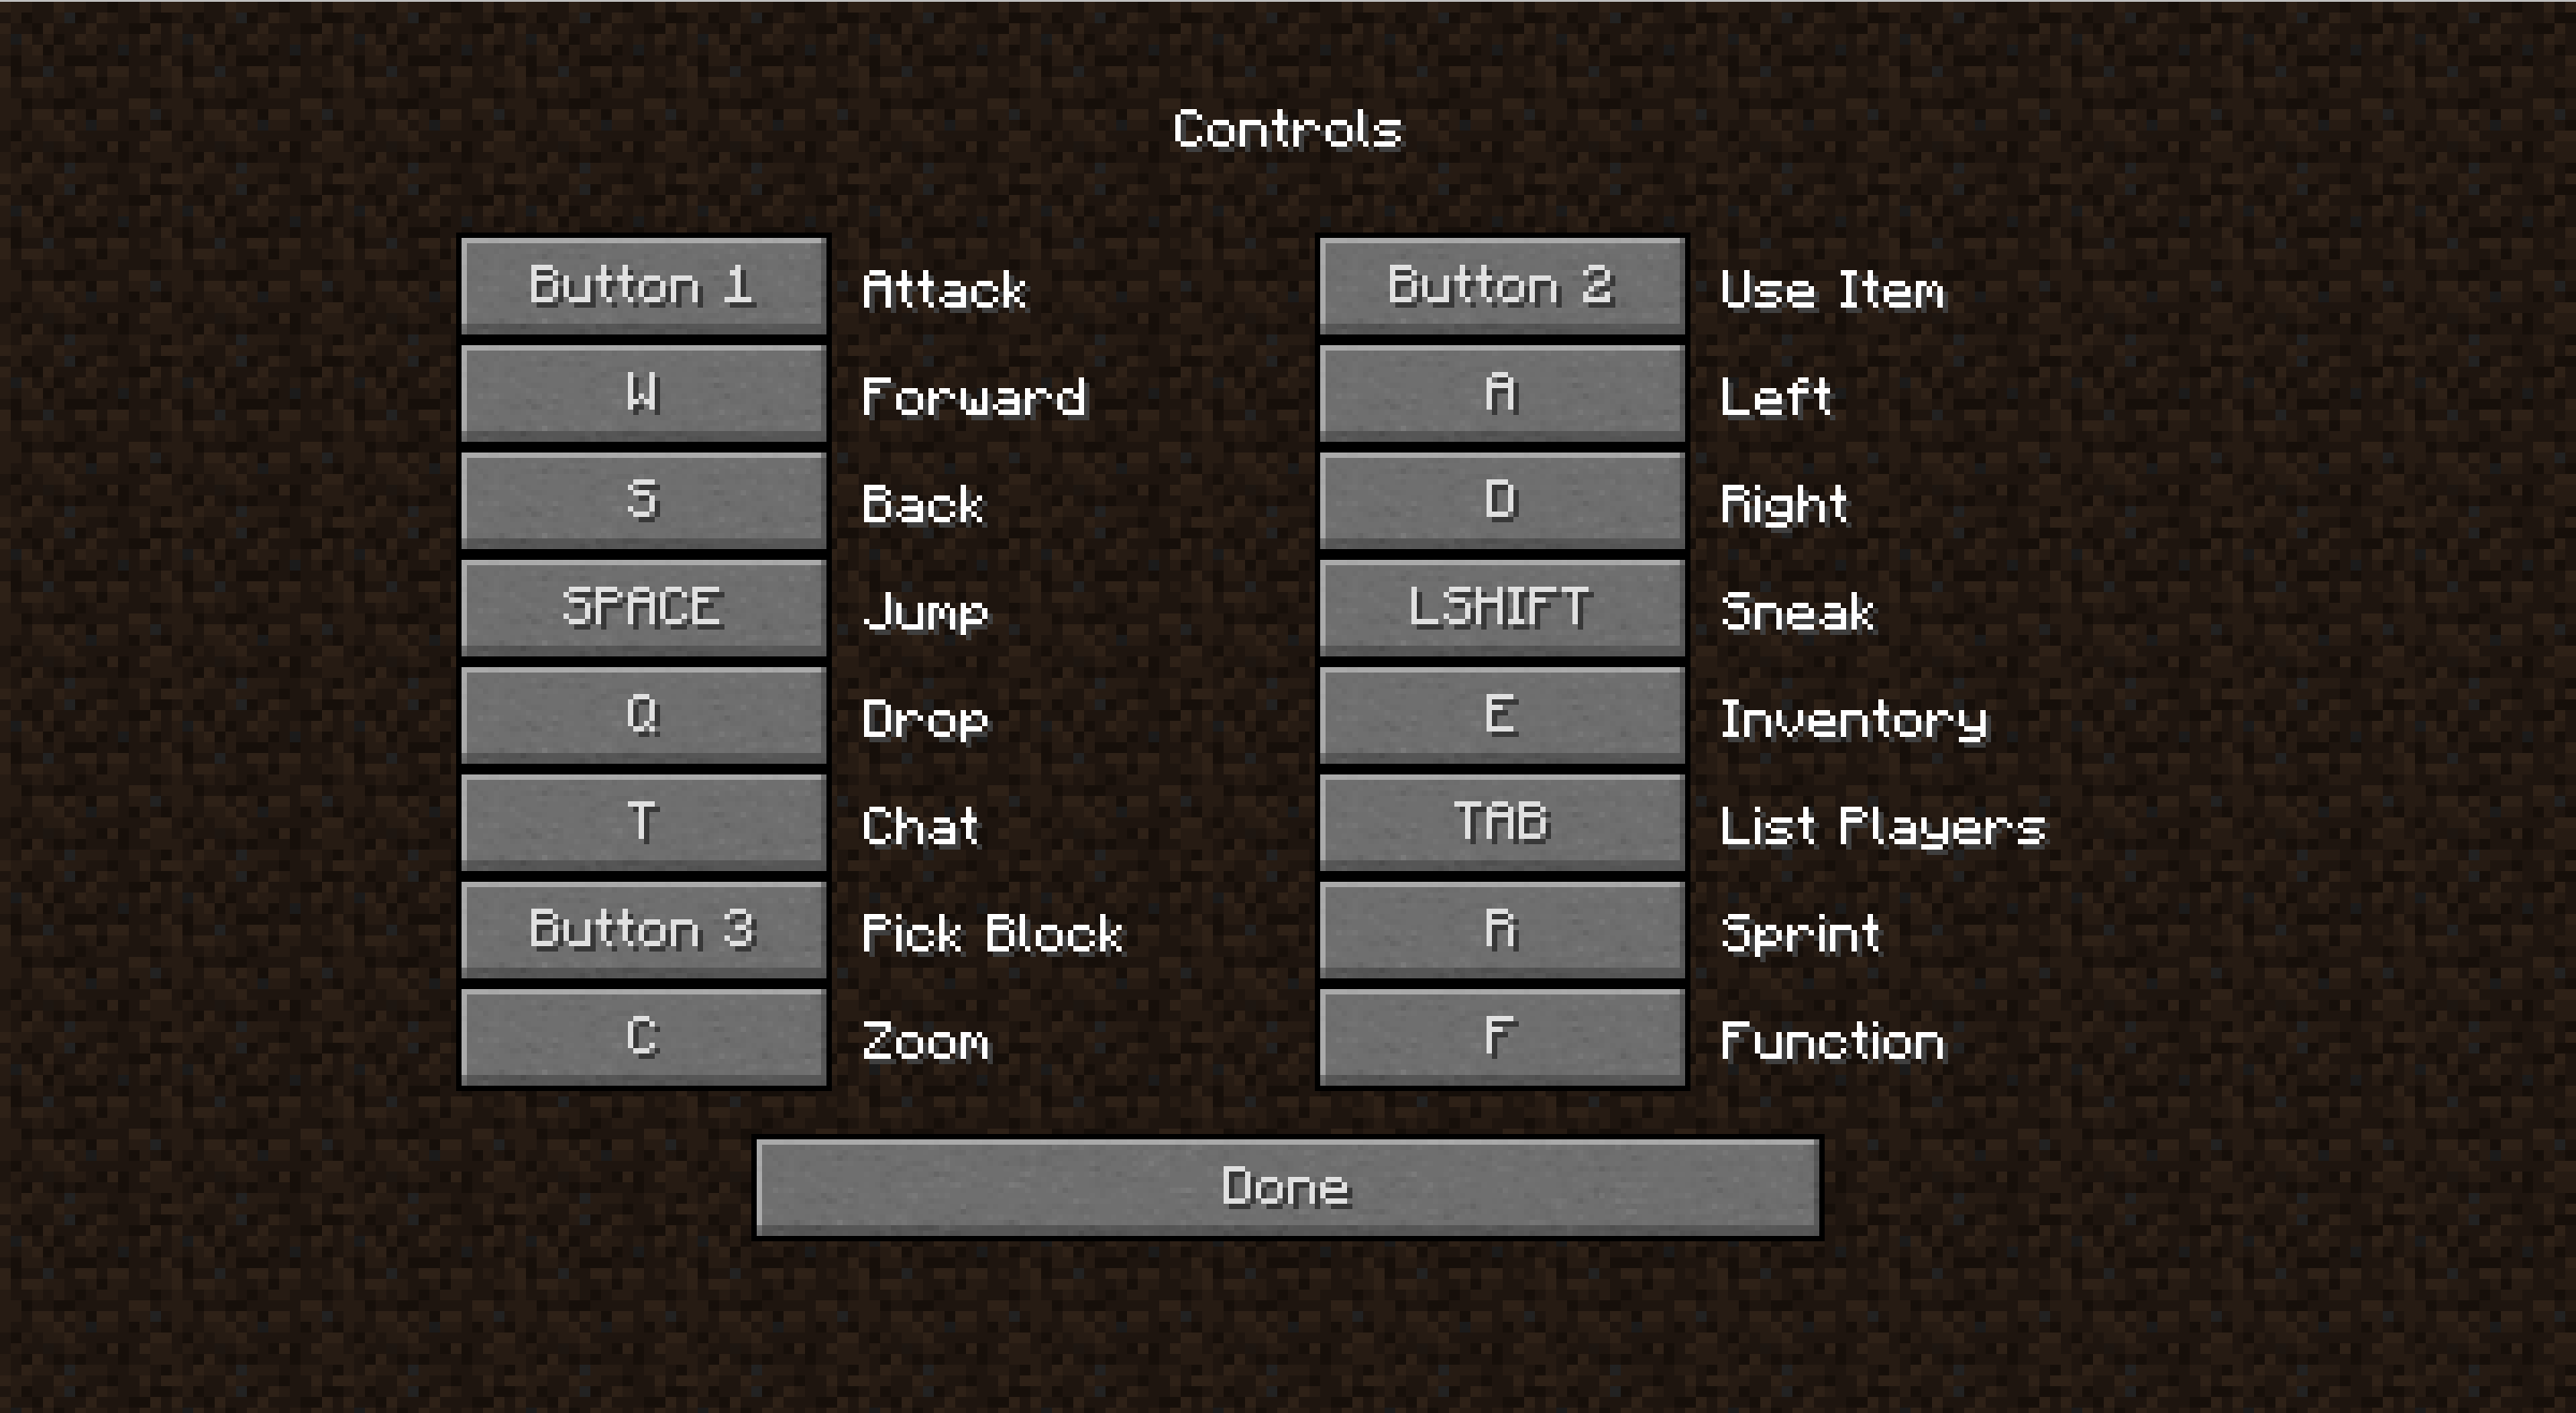 Controls
Button 1 Attack Button 2 Use Item
W Forward A Left
S Back D Right
SPACE Jump LSHIFT Sneak
Q Drop E Inventory
T Chat TAB List Players
Button 3 Pick Block R Sprint
C Zoom F Function
Done